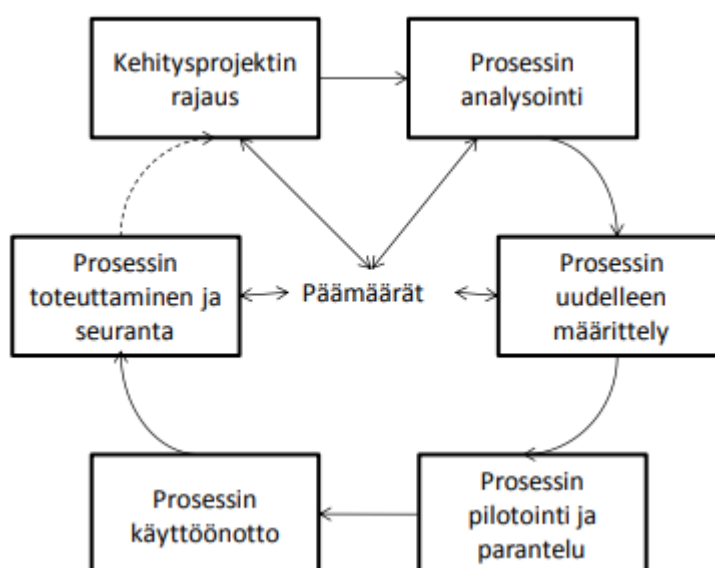 Kehitysprojektin
rajaus
Prosessin
analysointi
Prosessin
toteuttaminen ja
seuranta
Päämäärät
Prosessin
uudelleen
määrittely
Prosessin
käyttöönotto
Prosessin
pilotointi ja
parantelu